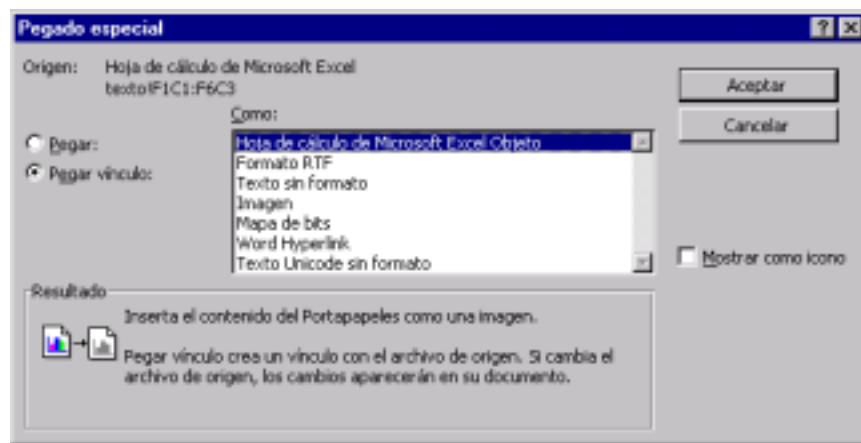 Pegado especial
Origen: Hoja de cálculo de Microsoft Excel
texto!F1C1:F6C3
Como:
Aceptar
Cancelar
Pegar:
Pegar vínculo:
Hoja de cálculo de Microsoft Excel Objeto
Formato RTF
Texto sin formato
Imagen
Mapa de bits
Word Hyperlink
Texto Unicode sin formato
Mostrar como icono
Resultado
Inserta el contenido del Portapapeles como una imagen.
Pegar vínculo crea un vínculo con el archivo de origen. Si cambia el
archivo de origen, los cambios aparecerán en su documento.